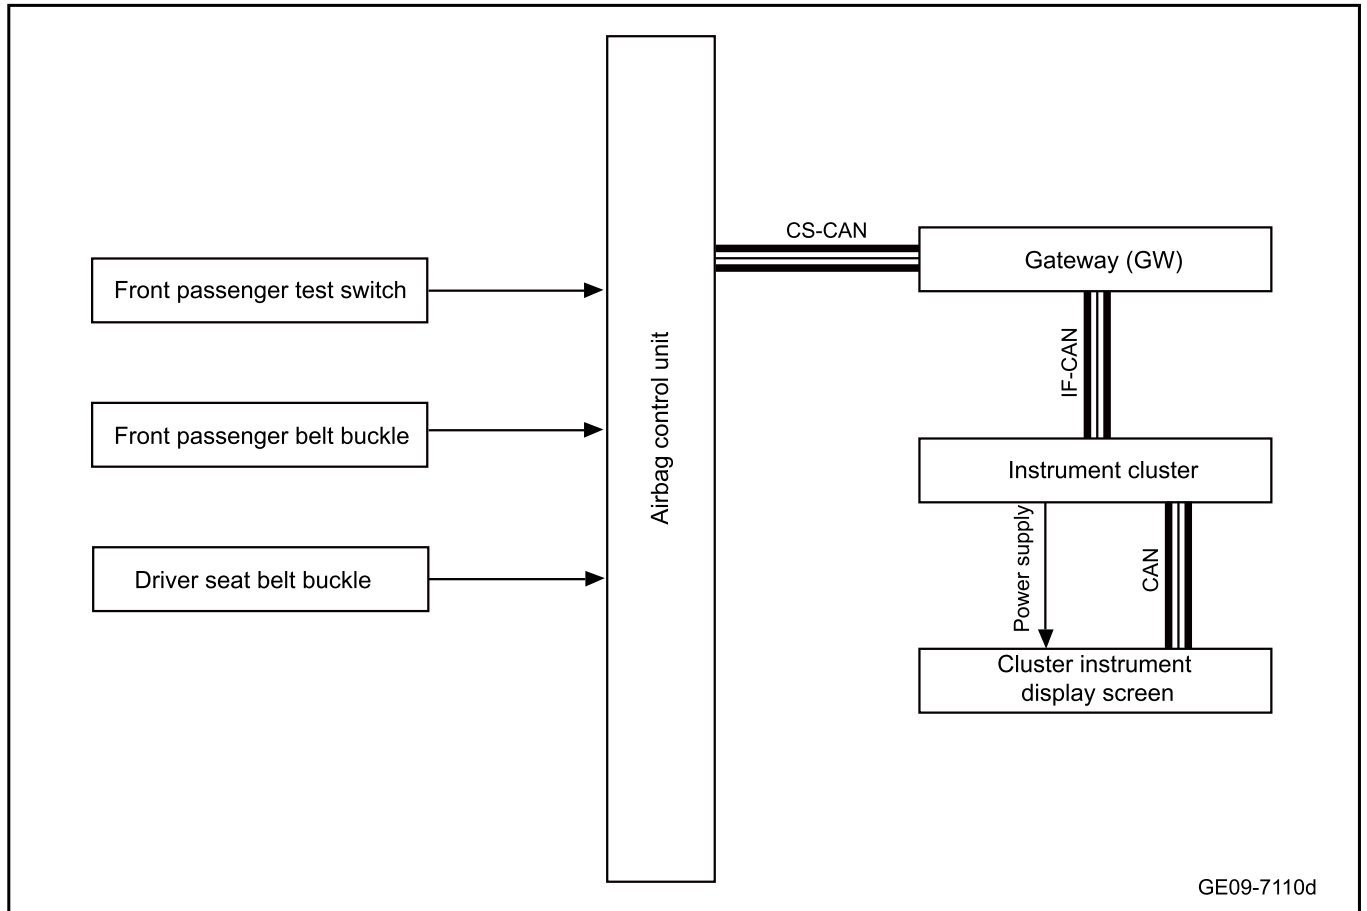 CS-CAN
Gateway (GW)
Front passenger test switch
IF-CAN
Airbag control unit
Front passenger belt buckle
Instrument cluster
Power supply
CAN
Driver seat belt buckle
Cluster instrument
display screen
GE09-7110d